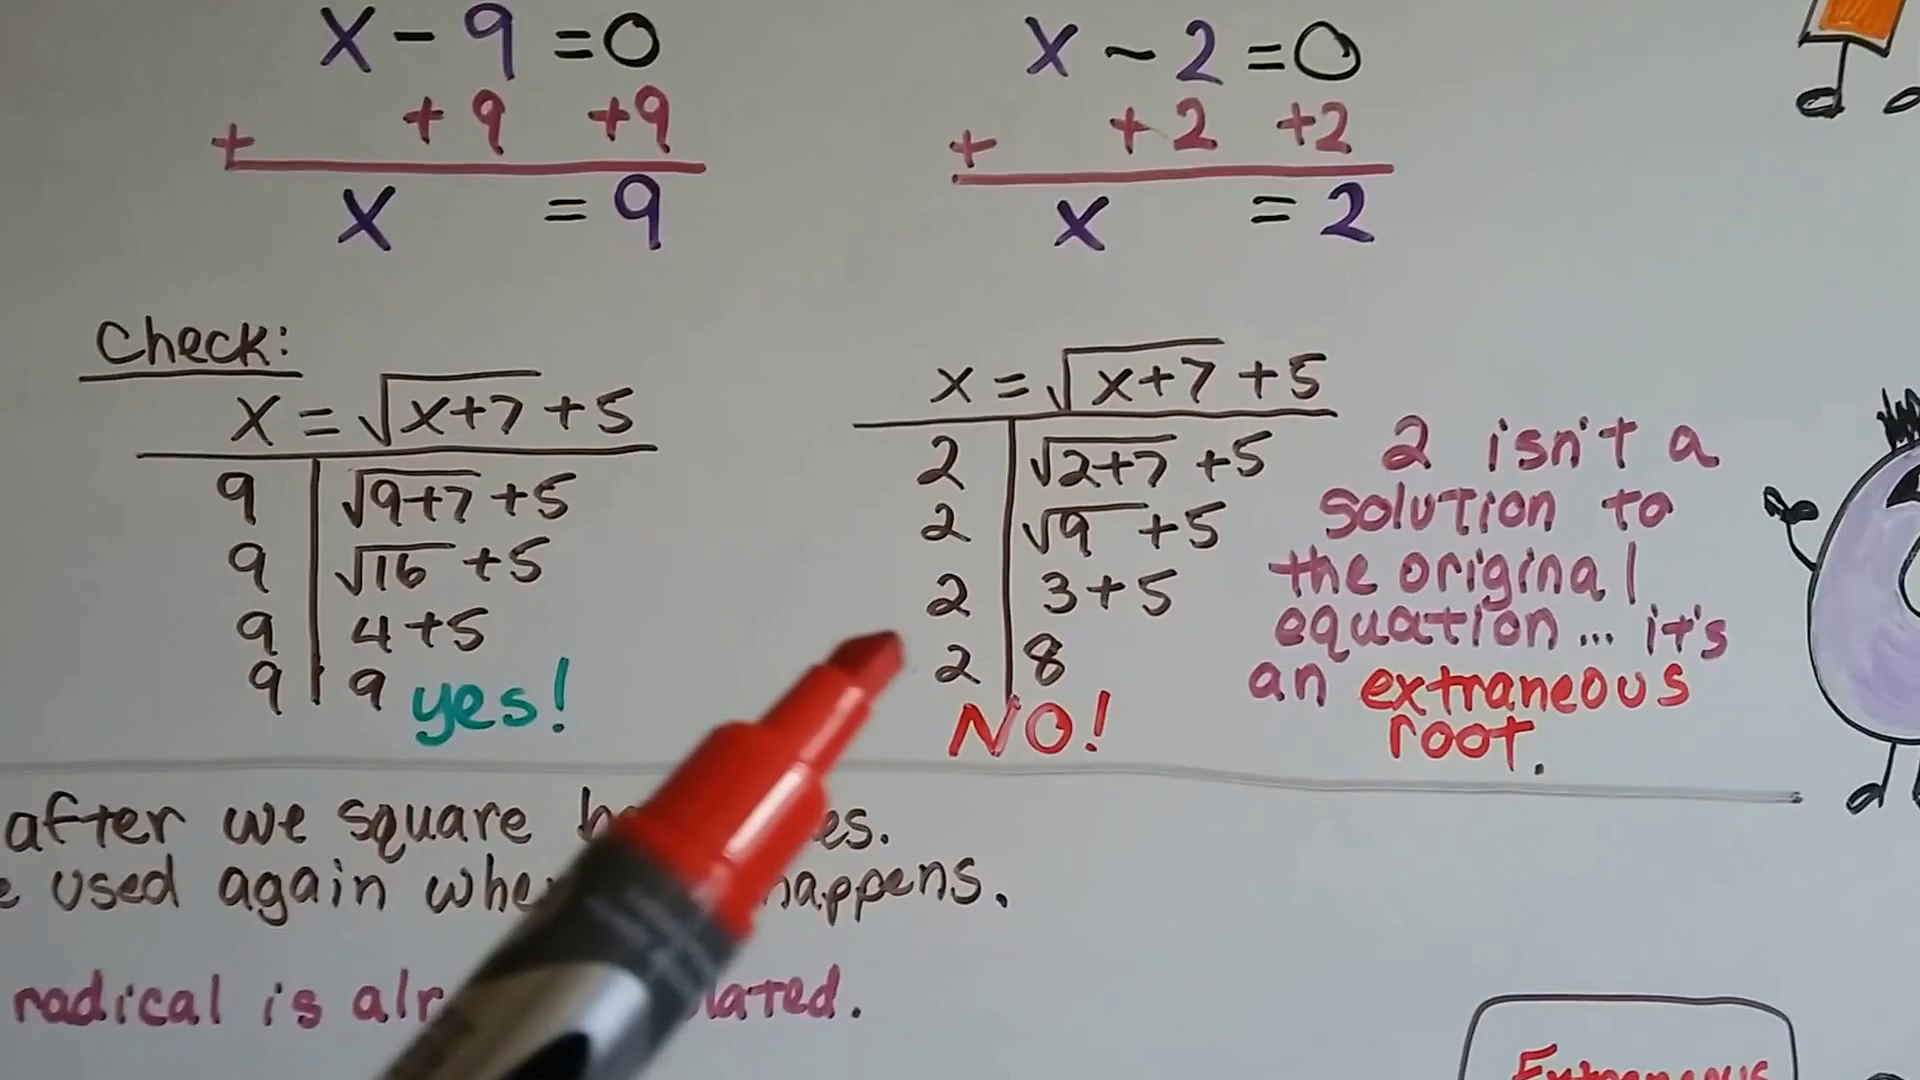 x - 9 = 0
+ 9 +9
+
x = 9
x - 2 = 0
+ 2 +2
+
x = 2
Check:
x = √x+7 +5
9 | √9+7 +5
9 | √16 +5
9 | 4+5
9 | 9 yes!
x = √x+7 +5
2 | √2+7 +5
2 | √9 +5
2 | 3+5
2 | 8
NO!
2 isn't a
solution to
the original
equation... it's
an extraneous
root.
after we square
used again happens.
radical is
Extraneous